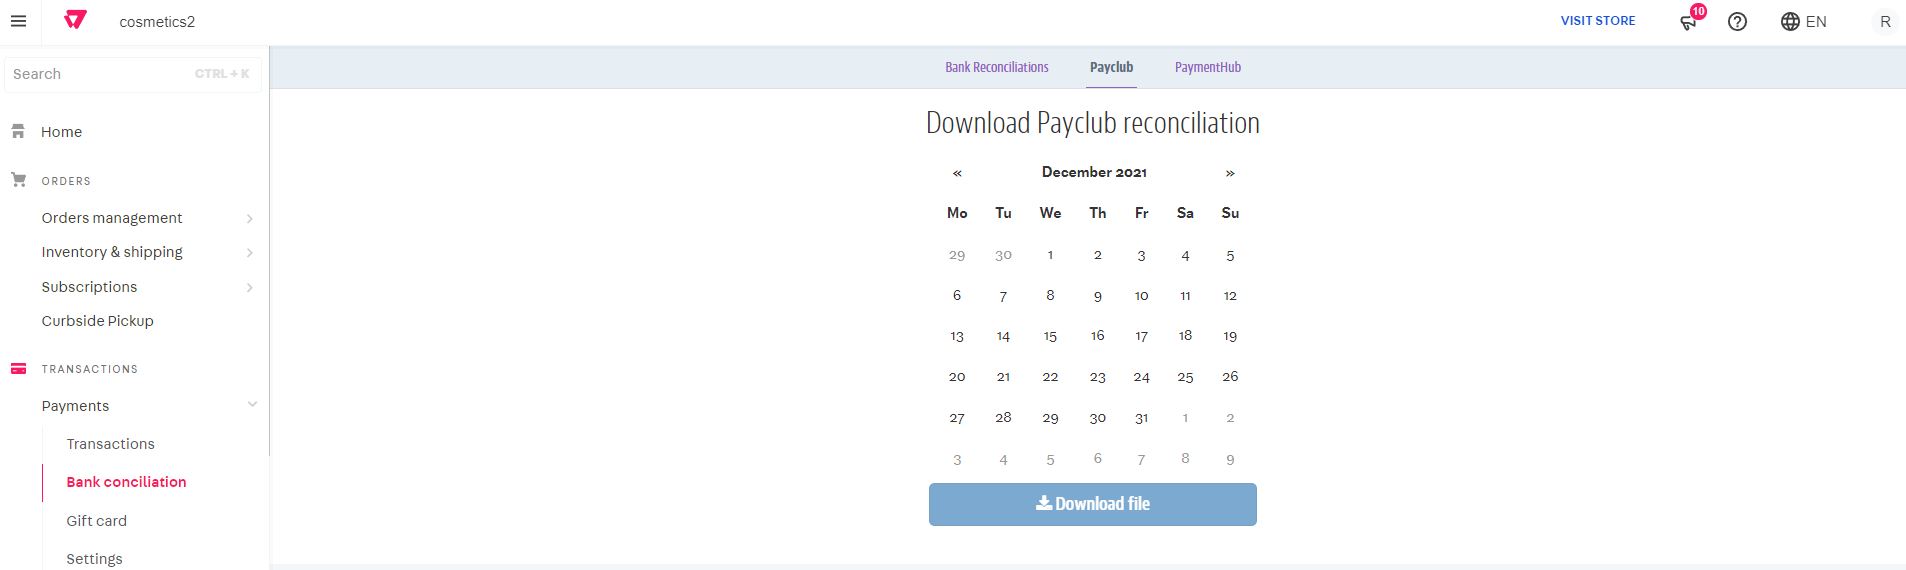 cosmetics2
VISIT STORE
10
EN
R
Search CTRL + K
Home
ORDERS
Orders management
Inventory & shipping
Subscriptions
Curbside Pickup
TRANSACTIONS
Payments
Transactions
Bank conciliation
Gift card
Settings
Bank Reconciliations Payclub PaymentHub
Download Payclub reconciliation
« December 2021 »
Mo Tu We Th Fr Sa Su
29 30 1 2 3 4 5
6 7 8 9 10 11 12
13 14 15 16 17 18 19
20 21 22 23 24 25 26
27 28 29 30 31 1 2
3 4 5 6 7 8 9
Download file